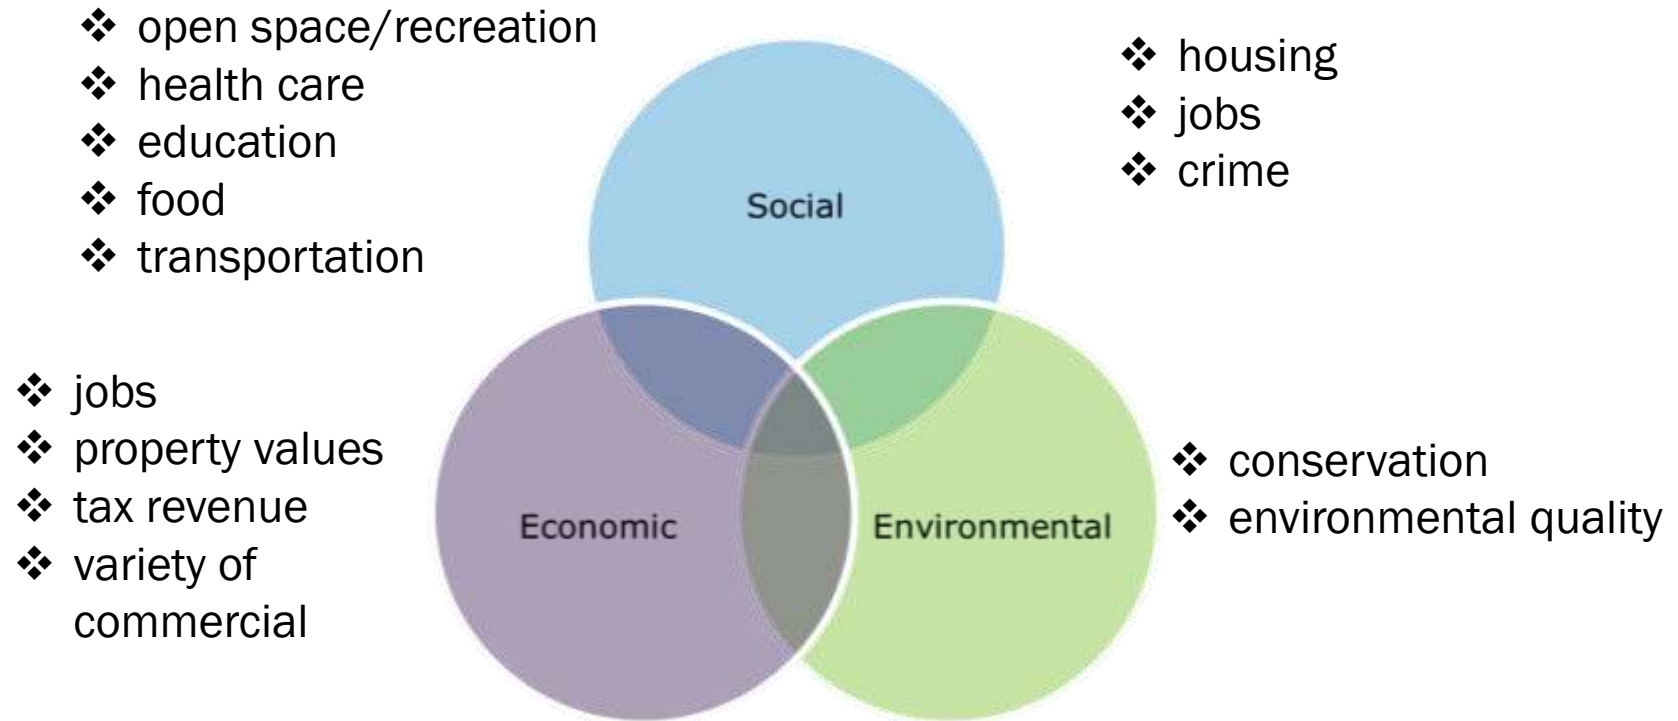 ❖ open space/recreation
❖ health care
❖ education
❖ food
❖ transportation
❖ housing
❖ jobs
❖ crime
Social
❖ jobs
❖ property values
❖ tax revenue
❖ variety of
commercial
Economic
Environmental
❖ conservation
❖ environmental quality